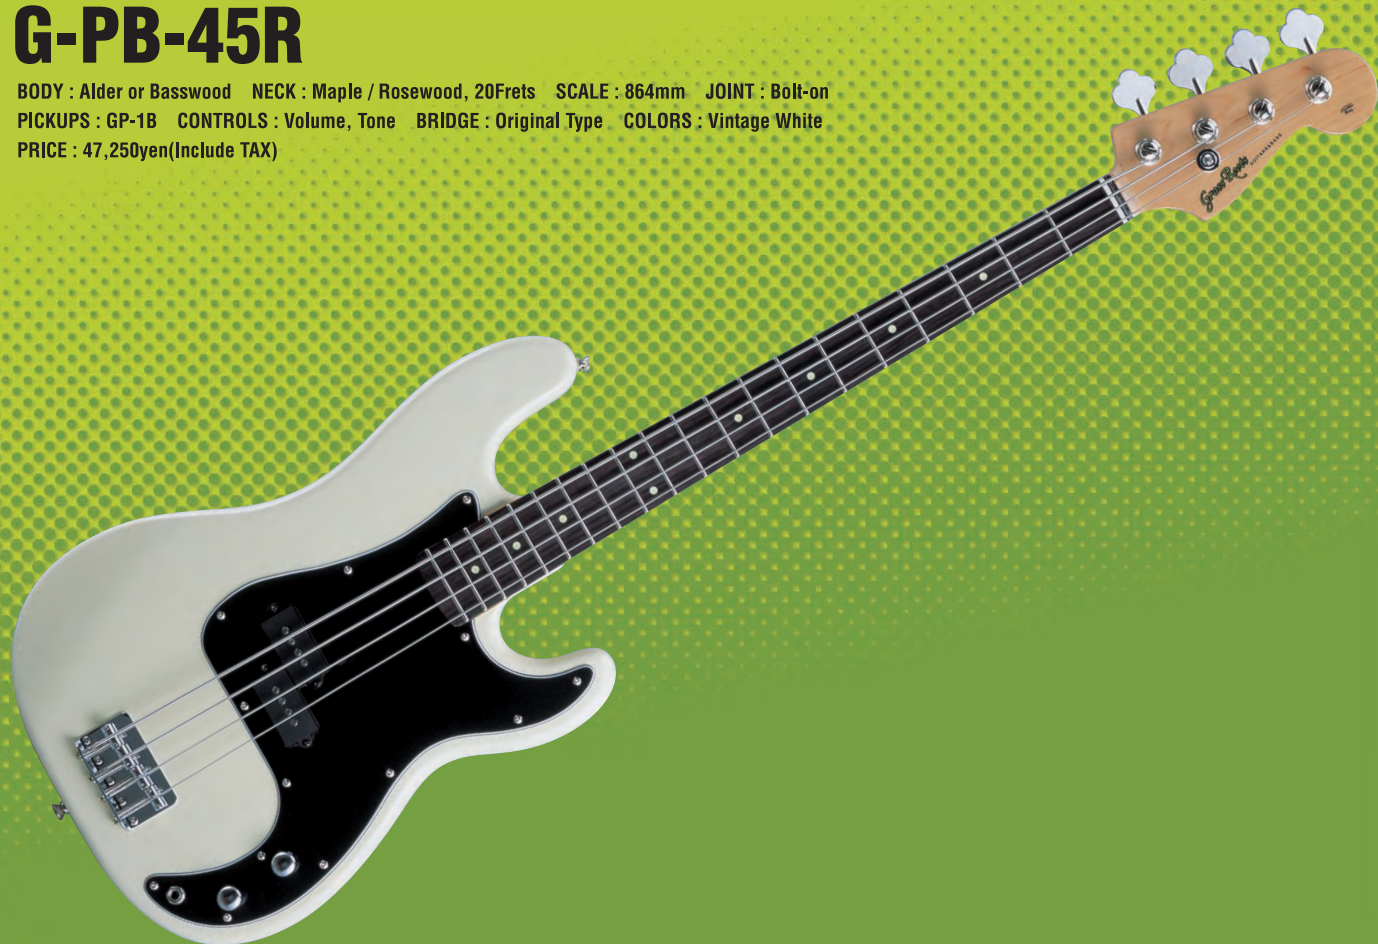 G-PB-45R
BODY : Alder or Basswood NECK : Maple / Rosewood, 20Frets SCALE : 864mm JOINT : Bolt-on
PICKUPS : GP-1B CONTROLS : Volume, Tone BRIDGE : Original Type COLORS : Vintage White
PRICE : 47,250yen(Include TAX)
GrassRoots